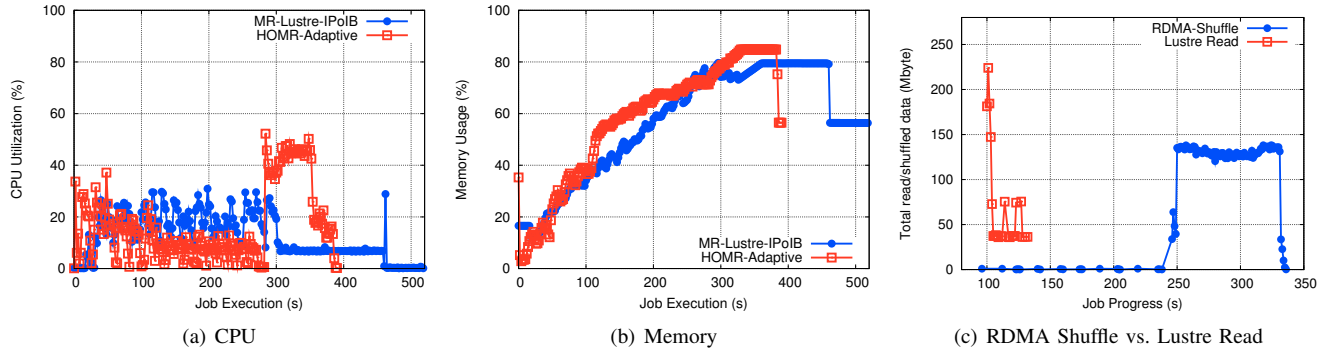 100
80
60
40
20
0
0
100
200
300
400
500
CPU Utilization (%)
Job Execution (s)
MR-Lustre-IPoIB
HOMR-Adaptive
(a) CPU
100
80
60
40
20
0
0
100
200
300
400
500
Memory Usage (%)
Job Execution (s)
MR-Lustre-IPoIB
HOMR-Adaptive
(b) Memory
250
200
150
100
50
0
100
150
200
250
300
350
Total read/shuffled data (Mbyte)
Job Progress (s)
RDMA-Shuffle
Lustre Read
(c) RDMA Shuffle vs. Lustre Read